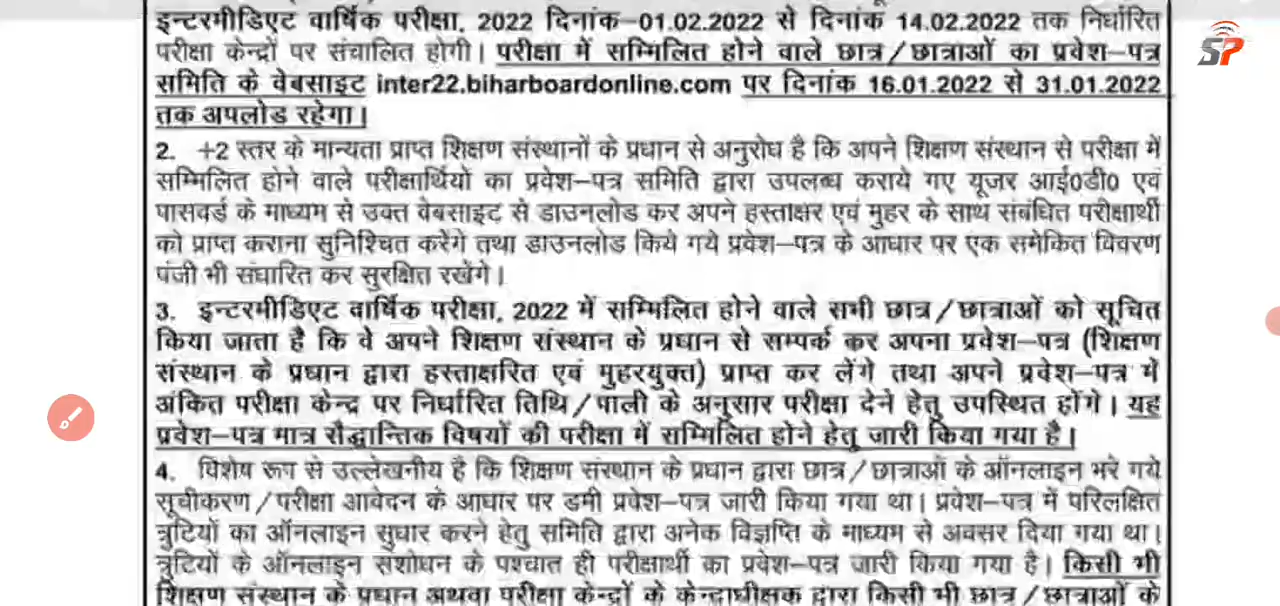 इन्टरमीडिएट वार्षिक परीक्षा, 2022 दिनांक–01.02.2022 से दिनांक 14.02.2022 तक निर्धारित
परीक्षा केन्द्रों पर संचालित होगी। परीक्षा में सम्मिलित होने वाले छात्र/छात्राओं का प्रवेश–पत्र
समिति के वेबसाइट inter22.biharboardonline.com पर दिनांक 16.01.2022 से 31.01.2022
तक अपलोड रहेगा।
2. +2 स्तर के मान्यता प्राप्त शिक्षण संस्थानों के प्रधान से अनुरोध है कि अपने शिक्षण संस्थान से परीक्षा में
सम्मिलित होने वाले परीक्षार्थियों का प्रवेश–पत्र समिति द्वारा उपलब्ध कराये गए यूजर आई0डी0 एवं
पासवर्ड के माध्यम से उक्त वेबसाइट से डाउनलोड कर अपने हस्ताक्षर एवं मुहर के साथ संबंधित परीक्षार्थी
को प्राप्त कराना सुनिश्चित करेंगे तथा डाउनलोड किये गये प्रवेश–पत्र के आधार पर एक समेकित विवरण
पंजी भी संधारित कर सुरक्षित रखेंगे।
3. इन्टरमीडिएट वार्षिक परीक्षा, 2022 में सम्मिलित होने वाले सभी छात्र/छात्राओं को सूचित
किया जाता है कि वे अपने शिक्षण संस्थान के प्रधान से सम्पर्क कर अपना प्रवेश–पत्र (शिक्षण
संस्थान के प्रधान द्वारा हस्ताक्षरित एवं मुहरयुक्त) प्राप्त कर लेंगे तथा अपने प्रवेश–पत्र में
अंकित परीक्षा केन्द्र पर निर्धारित तिथि/पाली के अनुसार परीक्षा देने हेतु उपस्थित होंगे। यह
प्रवेश–पत्र मात्र सैद्धान्तिक विषयों की परीक्षा में सम्मिलित होने हेतु जारी किया गया है।
4. विशेष रूप से उल्लेखनीय है कि शिक्षण संस्थान के प्रधान द्वारा छात्र/छात्राओं के ऑनलाइन भरे गये
सूचीकरण/परीक्षा आवेदन के आधार पर डमी प्रवेश–पत्र जारी किया गया था। प्रवेश–पत्र में परिलक्षित
त्रुटियों का ऑनलाइन सुधार करने हेतु समिति द्वारा अनेक विज्ञप्ति के माध्यम से अवसर दिया गया था।
त्रुटियों के ऑनलाइन संशोधन के पश्चात ही परीक्षार्थी का प्रवेश–पत्र जारी किया गया है। किसी भी
शिक्षण संस्थान के प्रधान अथवा परीक्षा केन्द्रों के केन्द्राधीक्षक द्वारा किसी भी छात्र/छात्राओं के
SP